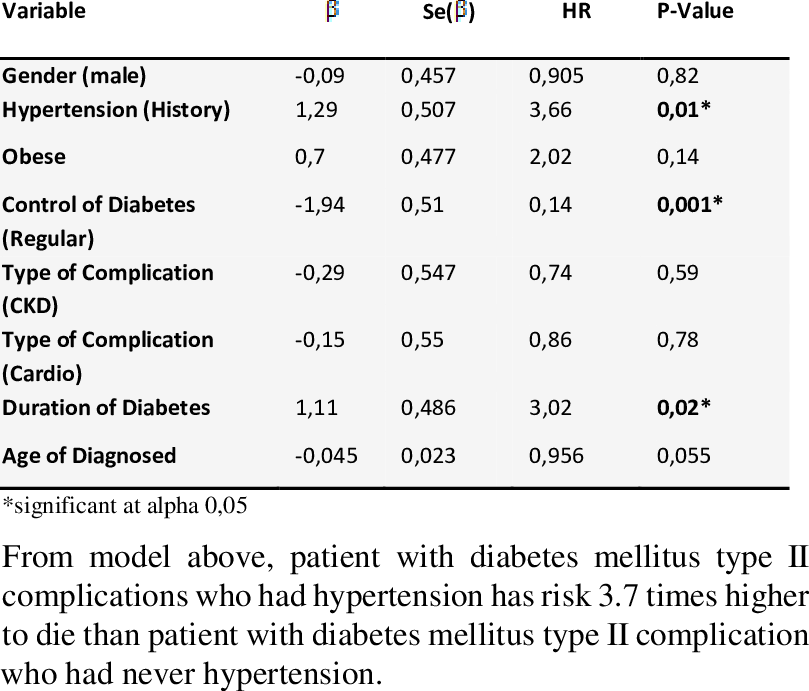 Variable β Se(β) HR P-Value
Gender (male) -0,09 0,457 0,905 0,82
Hypertension (History) 1,29 0,507 3,66 0,01*
Obese 0,7 0,477 2,02 0,14
Control of Diabetes -1,94 0,51 0,14 0,001*
(Regular)
Type of Complication -0,29 0,547 0,74 0,59
(CKD)
Type of Complication -0,15 0,55 0,86 0,78
(Cardio)
Duration of Diabetes 1,11 0,486 3,02 0,02*
Age of Diagnosed -0,045 0,023 0,956 0,055
*significant at alpha 0,05
From model above, patient with diabetes mellitus type II
complications who had hypertension has risk 3.7 times higher
to die than patient with diabetes mellitus type II complication
who had never hypertension.